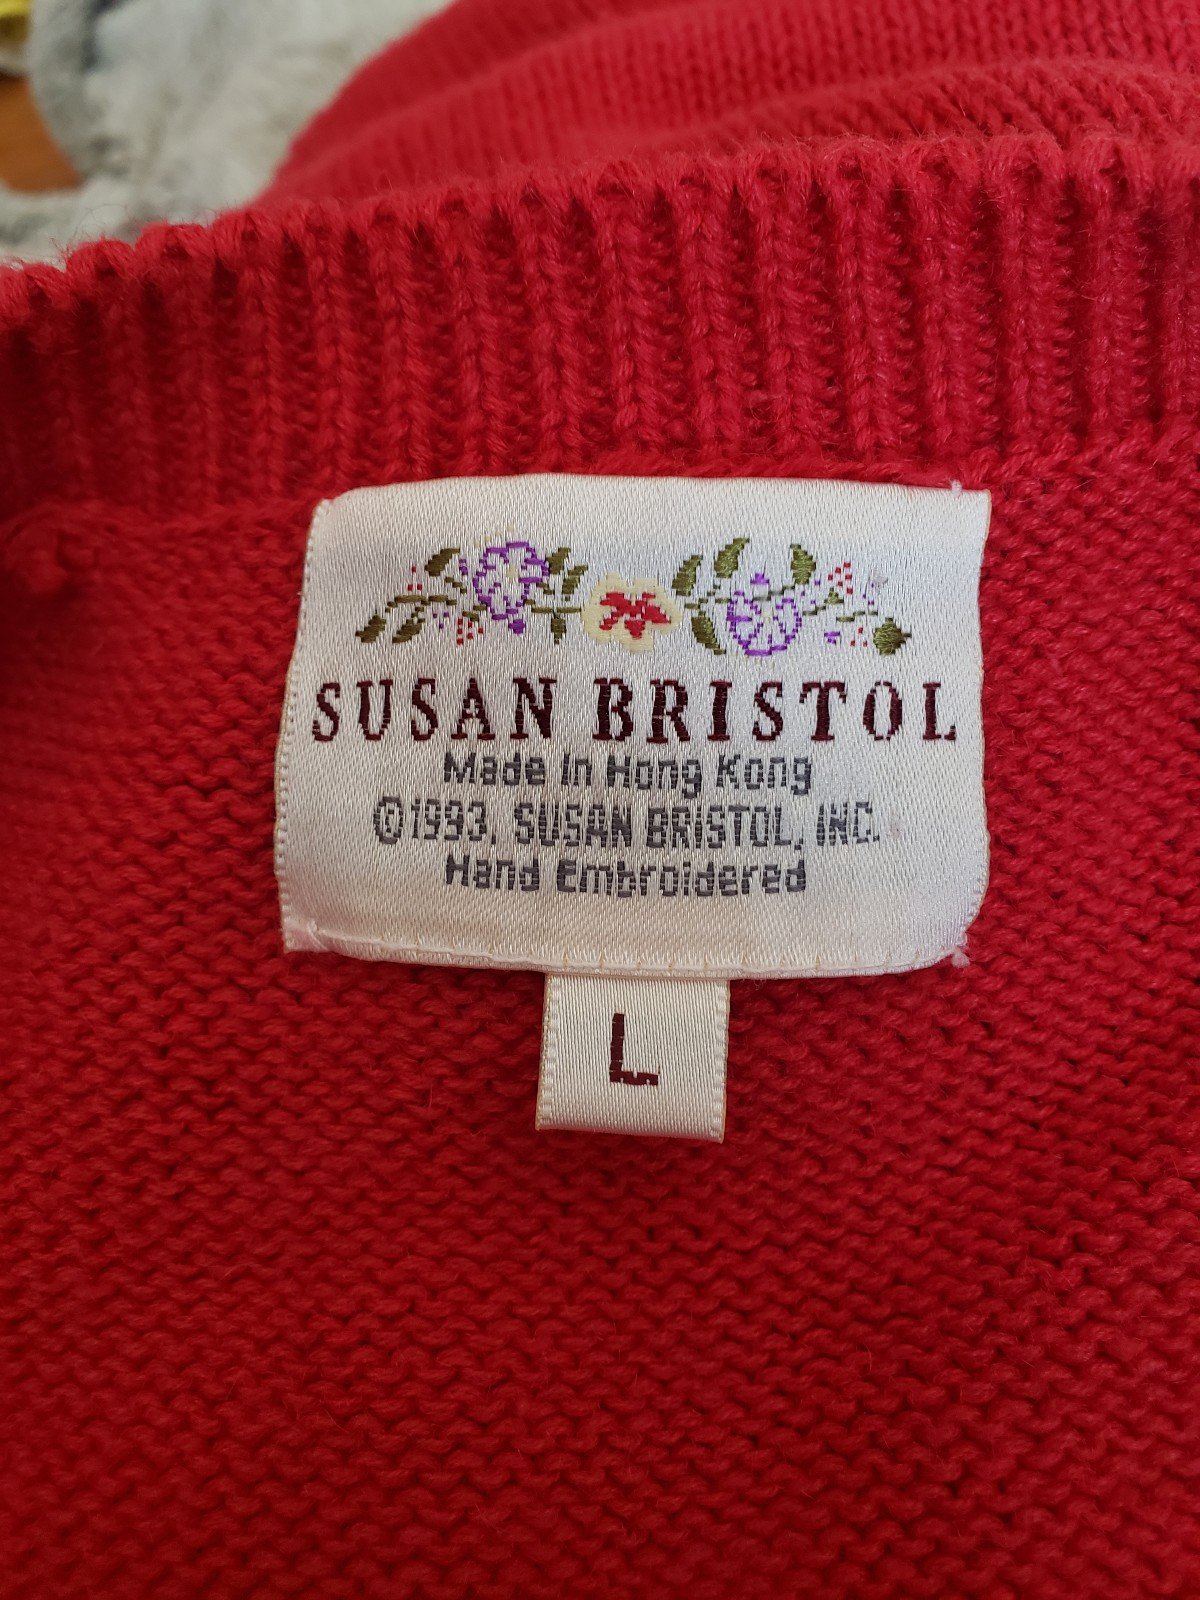 SUSAN BRISTOL
Made In Hong Kong
©1993, SUSAN BRISTOL, INC.
Hand Embroidered
L